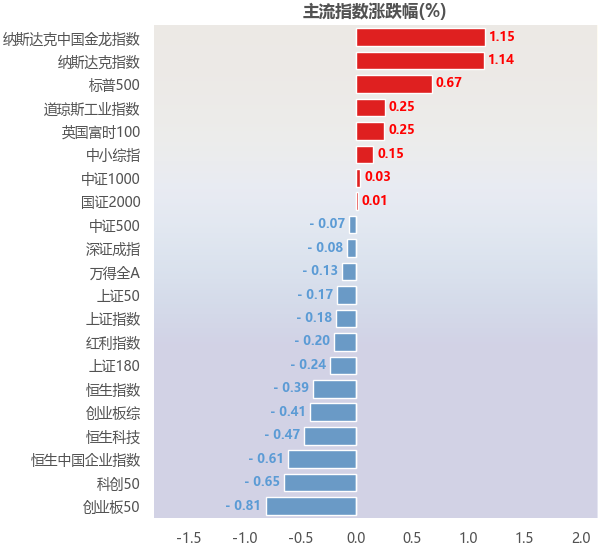 主流指数涨跌幅(%)
纳斯达克中国金龙指数 1.15
纳斯达克指数 1.14
标普500 0.67
道琼斯工业指数 0.25
英国富时100 0.25
中小综指 0.15
中证1000 0.03
国证2000 0.01
中证500 - 0.07
深证成指 - 0.08
万得全A - 0.13
上证50 - 0.17
上证指数 - 0.18
红利指数 - 0.20
上证180 - 0.24
恒生指数 - 0.39
创业板综 - 0.41
恒生科技 - 0.47
恒生中国企业指数 - 0.61
科创50 - 0.65
创业板50 - 0.81
-1.5 -1.0 -0.5 0.0 0.5 1.0 1.5 2.0